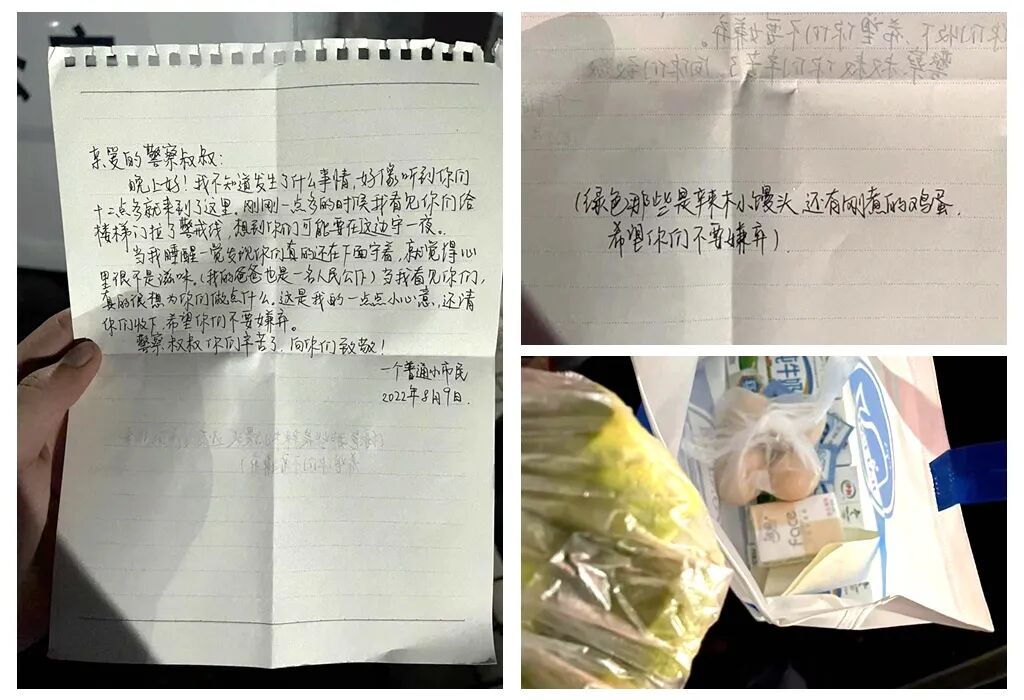 亲爱的警察叔叔：
晚上好！我不知道发生了什么事情，好像听到你们
十二点多就来到了这里，刚刚一点多的时候我看见你们给
楼梯门拉了警戒线，想到你们可能要在这边守一夜。
当我睡醒一觉发现你们真的还在下面守着，就觉得心
里很不是滋味，(我的爸爸也是一名人民公仆)当我看见你们，
真的很想为你们做点什么。这是我的一点点小心意，还请
你们收下，希望你们不要嫌弃。
警察叔叔你们辛苦了，向你们致敬！
一个普通小市民
2022年8月9日.
(绿色)那些是辣木小馒头 还有刚煮的鸡蛋，
希望你们不要嫌弃)
face